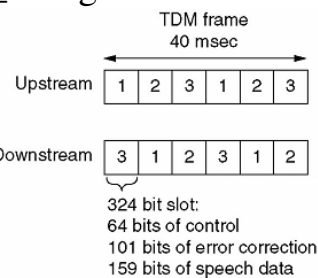 TDM frame
40 msec
Upstream 1 2 3 1 2 3
Downstream 3 1 2 3 1 2
324 bit slot:
64 bits of control
101 bits of error correction
159 bits of speech data